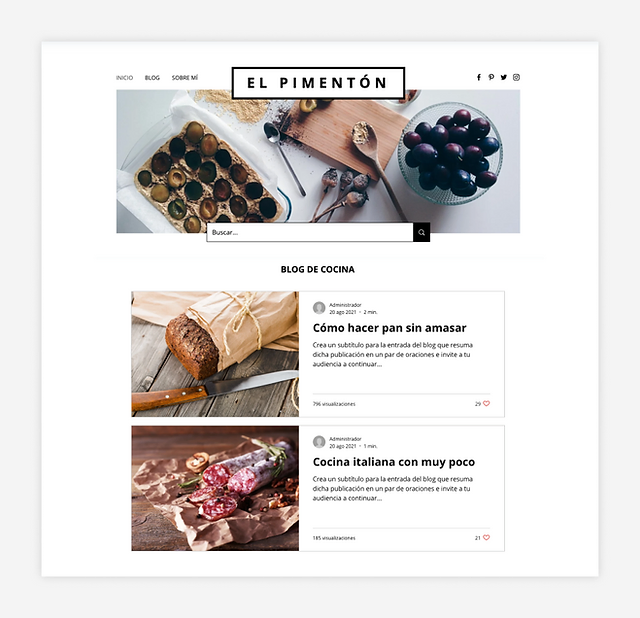 INICIO BLOG SOBRE MÍ
EL PIMENTÓN
Buscar...
BLOG DE COCINA
Administrador
20 ago 2021 · 2 min.
Cómo hacer pan sin amasar
Crea un subtítulo para la entrada del blog que resuma
dicha publicación en un par de oraciones e invite a tu
audiencia a continuar...
796 visualizaciones 29
Administrador
20 ago 2021 · 1 min.
Cocina italiana con muy poco
Crea un subtítulo para la entrada del blog que resuma
dicha publicación en un par de oraciones e invite a tu
audiencia a continuar...
185 visualizaciones 21